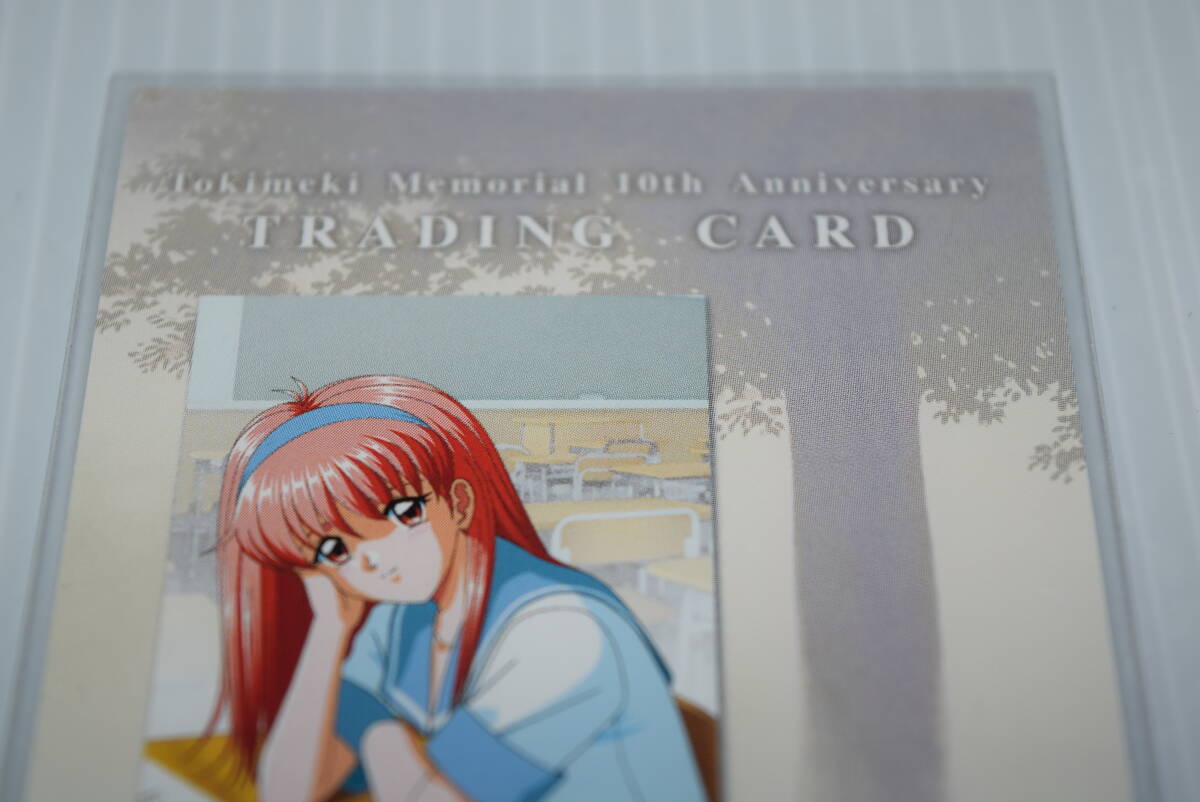 Tokimeki Memorial 10th Anniversary
TRADING CARD